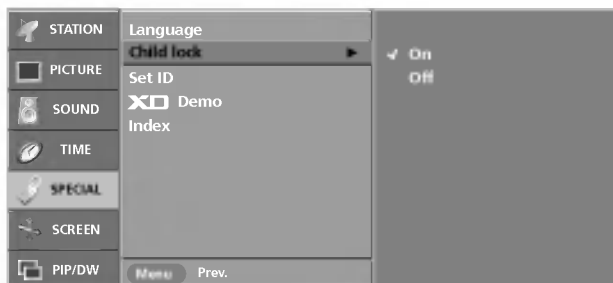 STATION
PICTURE
SOUND
TIME
SPECIAL
SCREEN
PIP/DW
Language
Child lock
Set ID
XD Demo
Index
Menu Prev.
On
Off